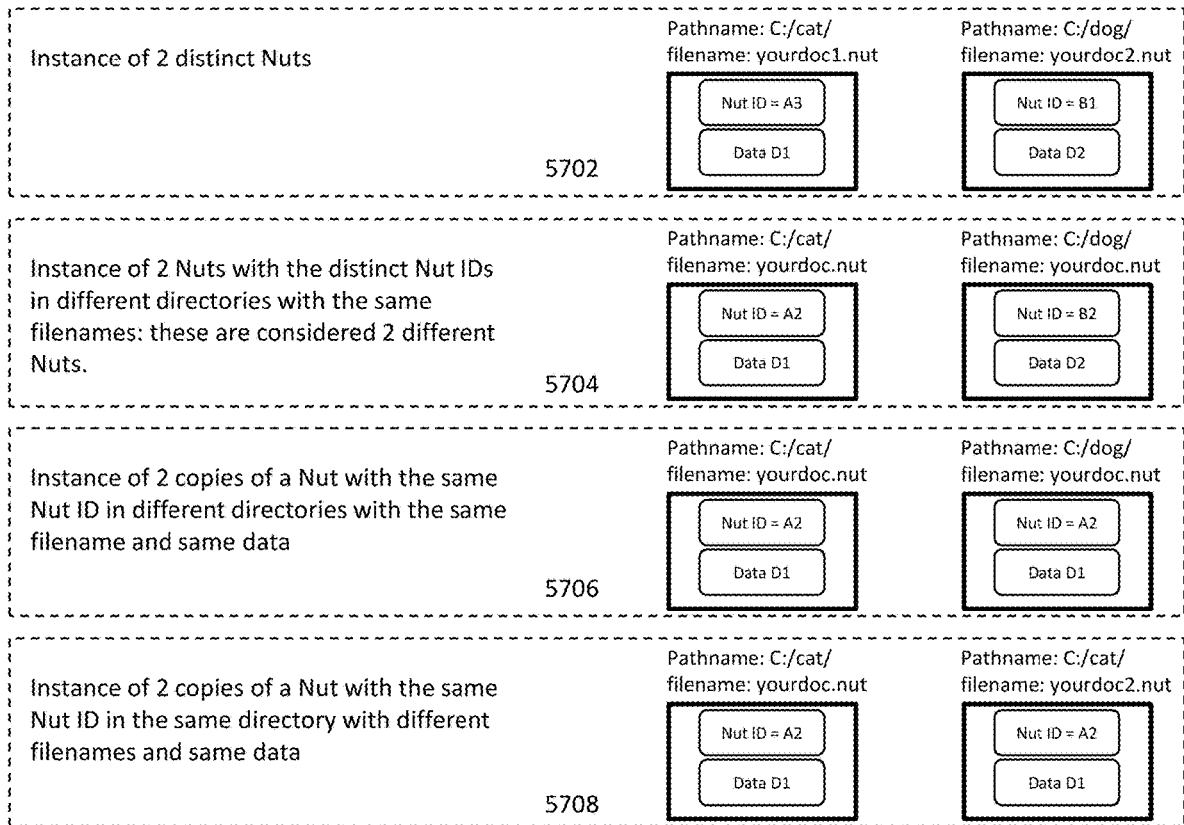 Instance of 2 distinct Nuts
5702
Pathname: C:/cat/
filename: yourdoc1.nut
Nut ID = A3
Data D1
Pathname: C:/dog/
filename: yourdoc2.nut
Nut ID = B1
Data D2
Instance of 2 Nuts with the distinct Nut IDs
in different directories with the same
filenames: these are considered 2 different
Nuts.
5704
Pathname: C:/cat/
filename: yourdoc.nut
Nut ID = A2
Data D1
Pathname: C:/dog/
filename: yourdoc.nut
Nut ID = B2
Data D2
Instance of 2 copies of a Nut with the same
Nut ID in different directories with the same
filename and same data
5706
Pathname: C:/cat/
filename: yourdoc.nut
Nut ID = A2
Data D1
Pathname: C:/dog/
filename: yourdoc.nut
Nut ID = A2
Data D1
Instance of 2 copies of a Nut with the same
Nut ID in the same directory with different
filenames and same data
5708
Pathname: C:/cat/
filename: yourdoc.nut
Nut ID = A2
Data D1
Pathname: C:/cat/
filename: yourdoc2.nut
Nut ID = A2
Data D1